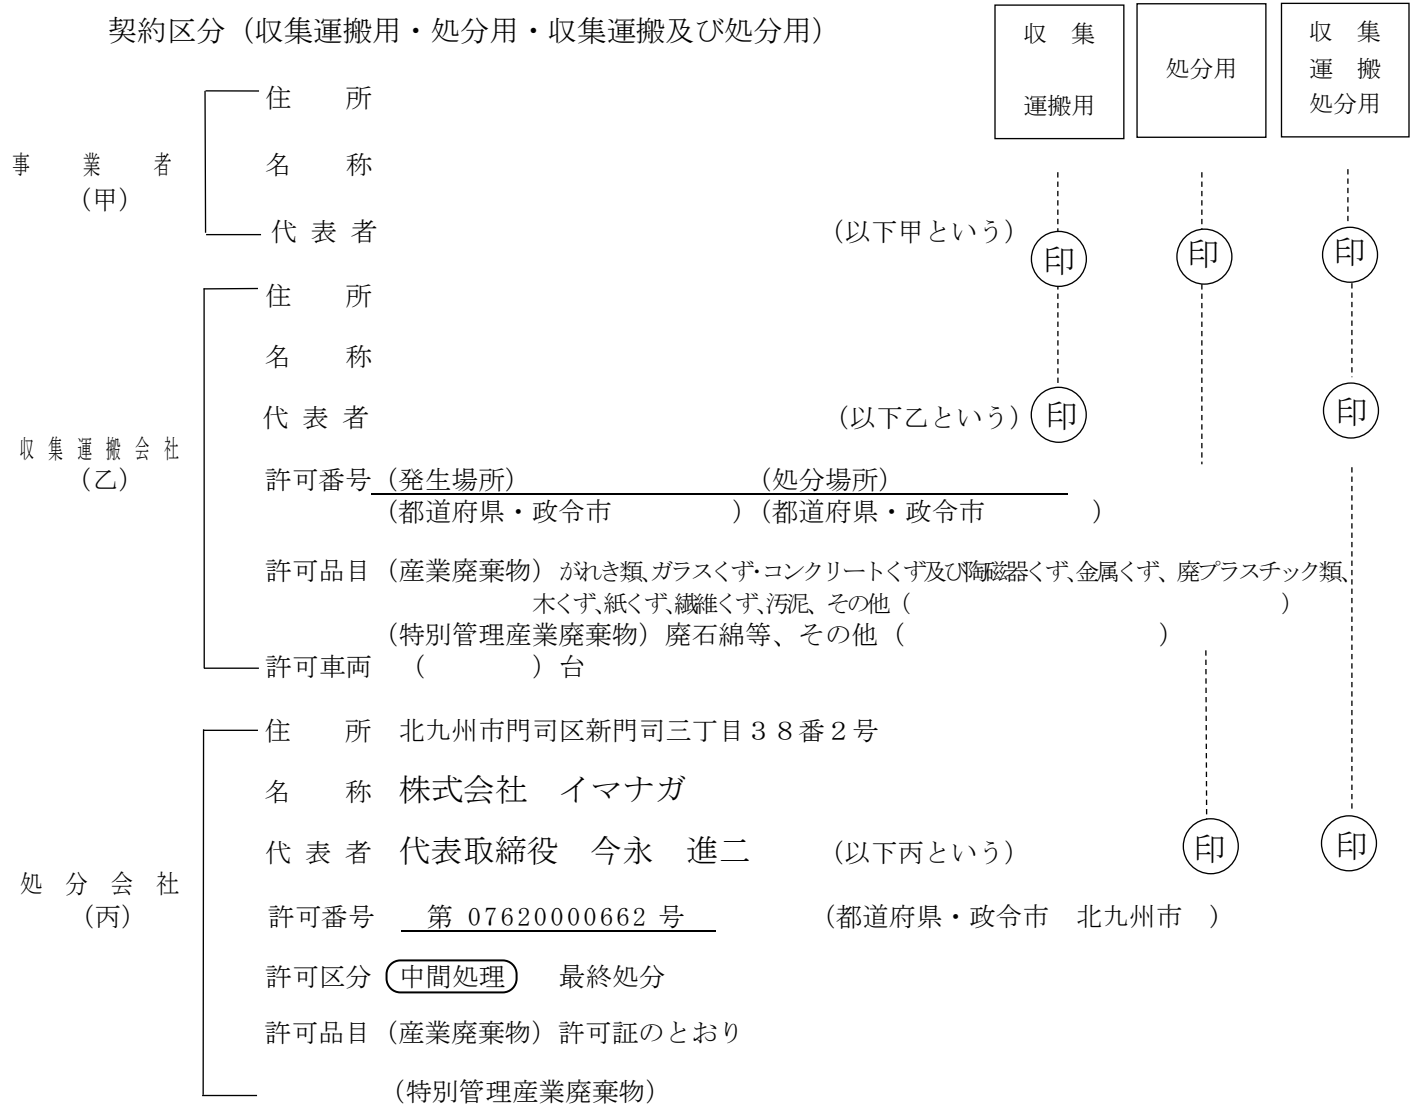 契約区分（収集運搬用・処分用・収集運搬及び処分用）
収　集
運搬用
処分用
収　集
運　搬
処分用
事業者
（甲）
住　　所
名　　称
代 表 者　（以下甲という）　印　印　印
収集運搬会社
（乙）
住　　所
名　　称
代 表 者　（以下乙という）　印　印
許可番号（発生場所）　（処分場所）
（都道府県・政令市　　　　）（都道府県・政令市　　　　）
許可品目（産業廃棄物）がれき類、ガラスくず・コンクリートくず及び陶磁器くず、金属くず、廃プラスチック類、
木くず、紙くず、繊維くず、汚泥、その他（　　　　）
（特別管理産業廃棄物）廃石綿等、その他（　　　　）
許可車両　（　　　　）台
処分会社
（丙）
住　　所　北九州市門司区新門司三丁目３８番２号
名　　称　株式会社　イマナガ
代 表 者　代表取締役　今永　進二　（以下丙という）　印　印
許可番号　第 07620000662 号　（都道府県・政令市　北九州市　）
許可区分　中間処理　最終処分
許可品目（産業廃棄物）許可証のとおり
（特別管理産業廃棄物）